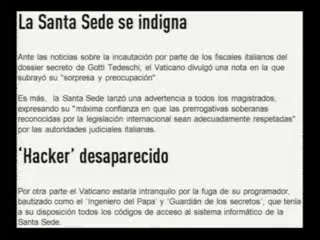 La Santa Sede se indigna
Ante las noticias sobre la incautación por parte de los fiscales italianos del
dossier secreto de Gotti Tedeschi, el Vaticano divulgó una nota en la que
subrayó su "sorpresa y preocupación"
Es más,  la Santa Sede lanzó una advertencia a todos los magistrados,
expresando su "máxima confianza en que las prerrogativas soberanas
reconocidas por la legislación internacional sean adecuadamente respetadas"
por las autoridades judiciales italianas.
'Hacker' desaparecido
Por otra parte el Vaticano estaría intranquilo por la fuga de su programador,
bautizado como el 'Ingeniero del Papa' y 'Guardián de los secretos', que tenía
a su disposición todos los códigos de acceso al sistema informático de la
Santa Sede.